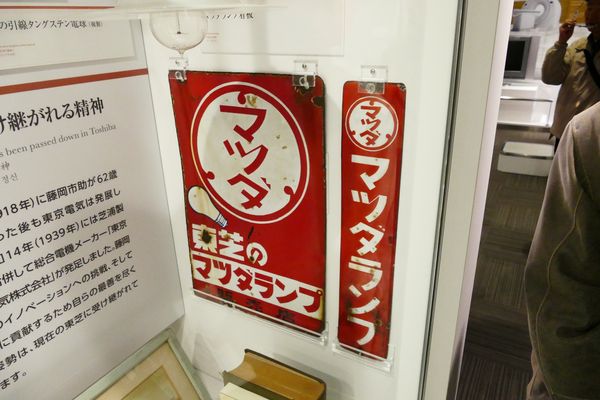 の引線タングステン電球(複製)
け継がれる精神
s been passed down in Toshiba
神
정신
918年)に藤岡市助が62歳
った後も東京電気は発展し
14年(1939年)には芝浦製
合併して総合電機メーカー「東京
気株式会社」が発足しました。藤岡
のイノベーションへの挑戦、そして
に貢献するため自らの最善を尽く
姿勢は、現在の東芝に受け継がれて
ます。
マツダ
東芝の
マツダランプ
マツダ
マツダランプ